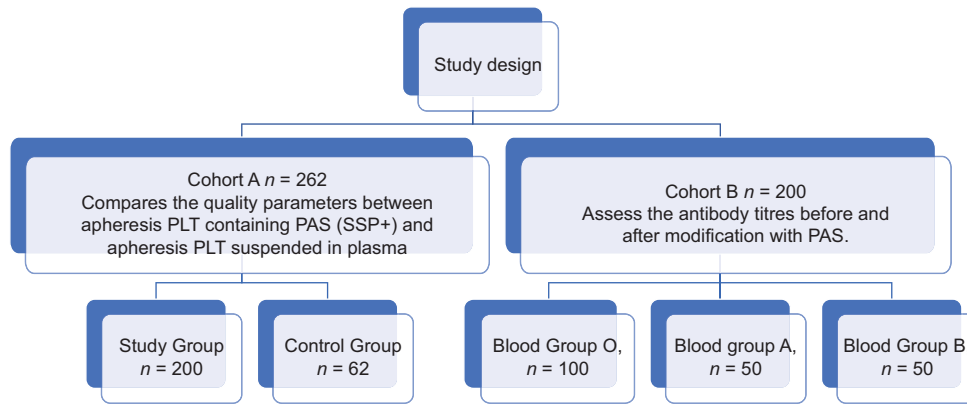 Study design
Cohort A n = 262
Compares the quality parameters between
apheresis PLT containing PAS (SSP+) and
apheresis PLT suspended in plasma
Cohort B n = 200
Assess the antibody titres before and
after modification with PAS.
Study Group
n = 200
Control Group
n = 62
Blood Group O,
n = 100
Blood group A,
n = 50
Blood Group B
n = 50